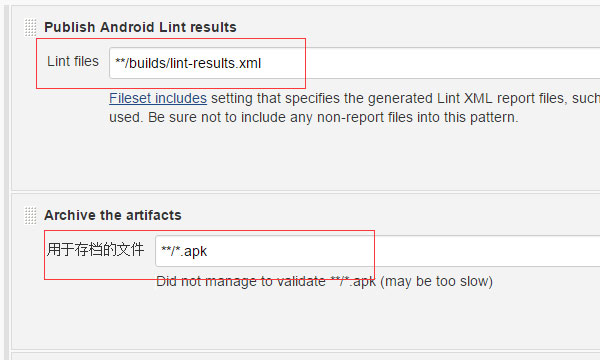 Publish Android Lint results
Lint files
**/builds/lint-results.xml
Fileset includes setting that specifies the generated Lint XML report files, such
used. Be sure not to include any non-report files into this pattern.
Archive the artifacts
用于存档的文件
**/*.apk
Did not manage to validate **/*.apk (may be too slow)